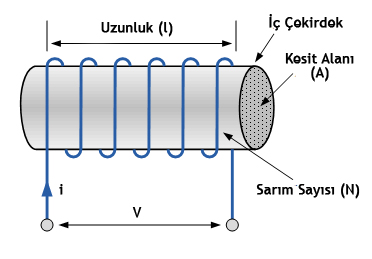 Uzunluk (l)
İç Çekirdek
Kesit Alanı
(A)
Sarım Sayısı (N)
i
V